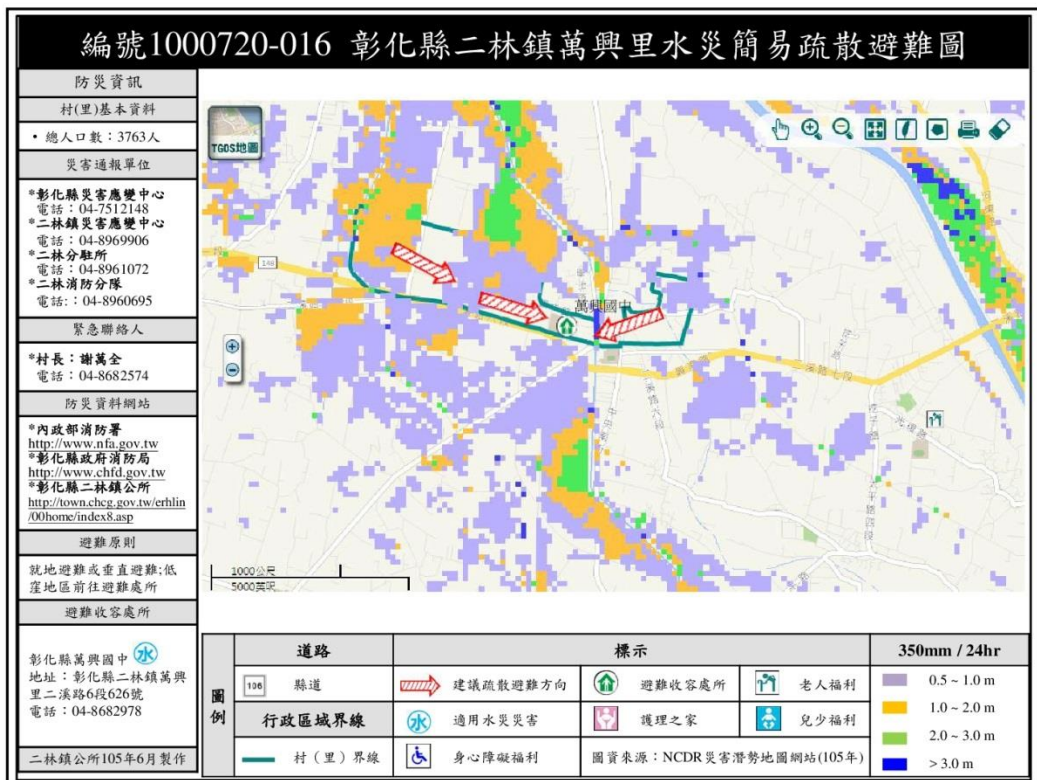 編號1000720-016 彰化縣二林鎮萬興里水災簡易疏散避難圖
防災資訊
村(里)基本資料
• 總人口數：3763人
災害通報單位
*彰化縣災害應變中心
電話：04-7512148
*二林鎮災害應變中心
電話：04-8969906
*二林分駐所
電話：04-8961072
*二林消防分隊
電話:：04-8960695
緊急聯絡人
*村長：謝萬全
電話：04-8682574
防災資料網站
*內政部消防署
http://www.nfa.gov.tw
*彰化縣政府消防局
http://www.chfd.gov.tw
*彰化縣二林鎮公所
http://town.chcg.gov.tw/erhlin
/00home/index8.asp
避難原則
就地避難或垂直避難;低
窪地區前往避難處所
避難收容處所
彰化縣萬興國中 水
地址：彰化縣二林鎮萬興
里二溪路6段626號
電話：04-8682978
二林鎮公所105年6月製作
TGOS地圖
148
萬興國中
二溪路七段
1000公尺
5000英呎
圖例
道路
標示
350mm / 24hr
106 縣道
建議疏散避難方向
避難收容處所
老人福利
行政區域界線
水 適用水災災害
護理之家
兒少福利
村（里）界線
身心障礙福利
圖資來源：NCDR災害潛勢地圖網站(105年)
0.5 ~ 1.0 m
1.0 ~ 2.0 m
2.0 ~ 3.0 m
> 3.0 m